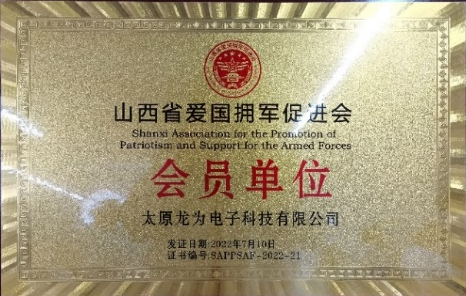 山西省爱国拥军促进会
Shanxi Association for the Promotion of
Patriotism and Support for the Armed Forces
会员单位
太原龙为电子科技有限公司
发证日期:2022年7月10日
证书编号:SAPPSAF-2022-21